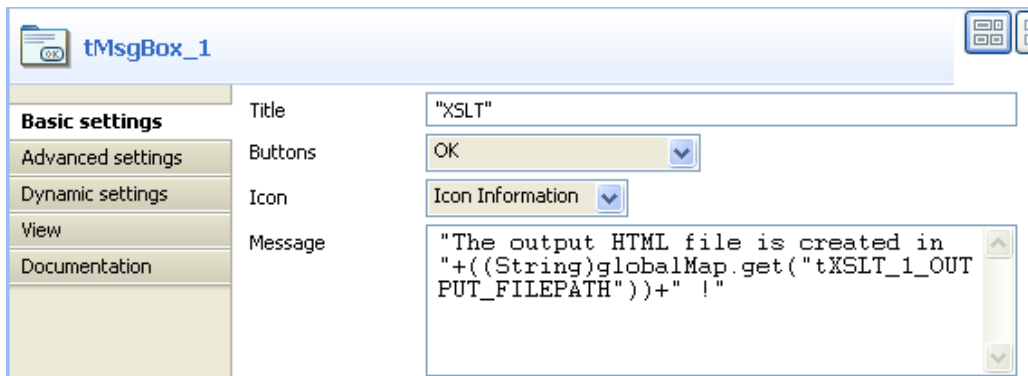 OK
tMsgBox_1
Basic settings
Advanced settings
Dynamic settings
View
Documentation
Title
"XSLT"
Buttons
OK
Icon
Icon Information
Message
"The output HTML file is created in
"+((String)globalMap.get("tXSLT_1_OUT
PUT_FILEPATH"))+" !"